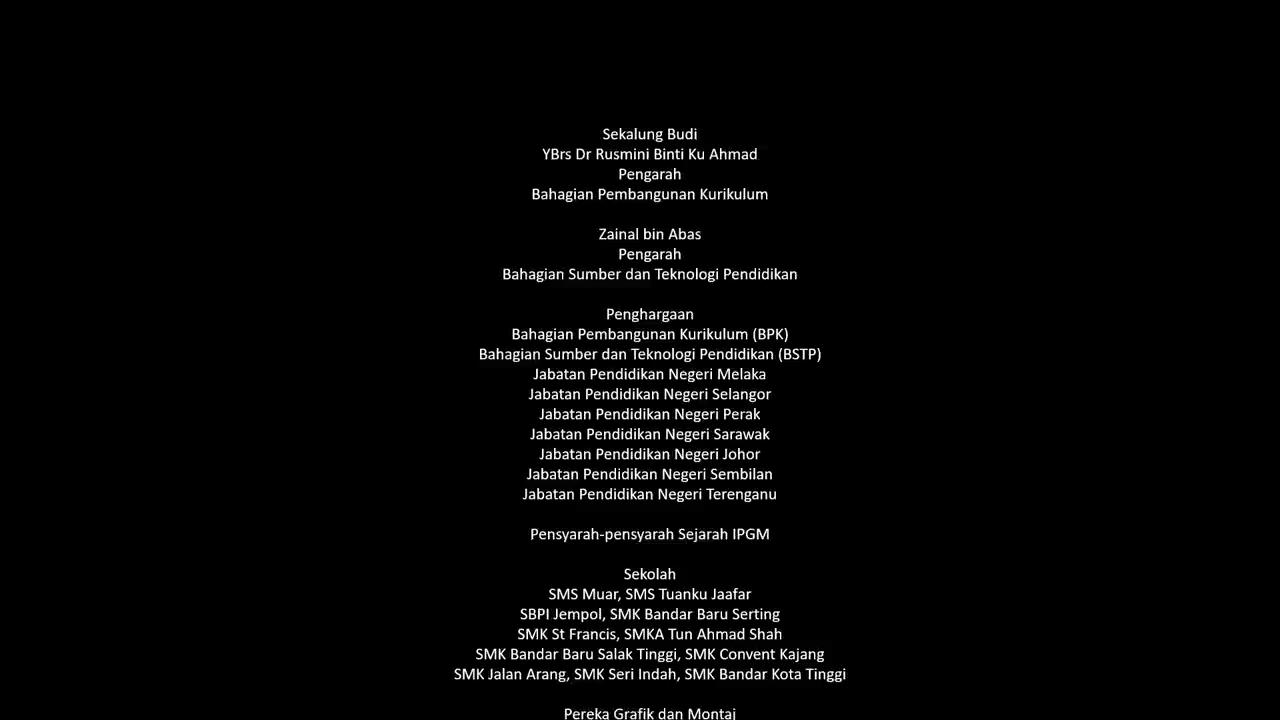 Sekalung Budi
YBrs Dr Rusmini Binti Ku Ahmad
Pengarah
Bahagian Pembangunan Kurikulum
Zainal bin Abas
Pengarah
Bahagian Sumber dan Teknologi Pendidikan
Penghargaan
Bahagian Pembangunan Kurikulum (BPK)
Bahagian Sumber dan Teknologi Pendidikan (BSTP)
Jabatan Pendidikan Negeri Melaka
Jabatan Pendidikan Negeri Selangor
Jabatan Pendidikan Negeri Perak
Jabatan Pendidikan Negeri Sarawak
Jabatan Pendidikan Negeri Johor
Jabatan Pendidikan Negeri Sembilan
Jabatan Pendidikan Negeri Terenganu
Pensyarah-pensyarah Sejarah IPGM
Sekolah
SMS Muar, SMS Tuanku Jaafar
SBPI Jempol, SMK Bandar Baru Serting
SMK St Francis, SMKA Tun Ahmad Shah
SMK Bandar Baru Salak Tinggi, SMK Convent Kajang
SMK Jalan Arang, SMK Seri Indah, SMK Bandar Kota Tinggi
Pereka Grafik dan Montaj